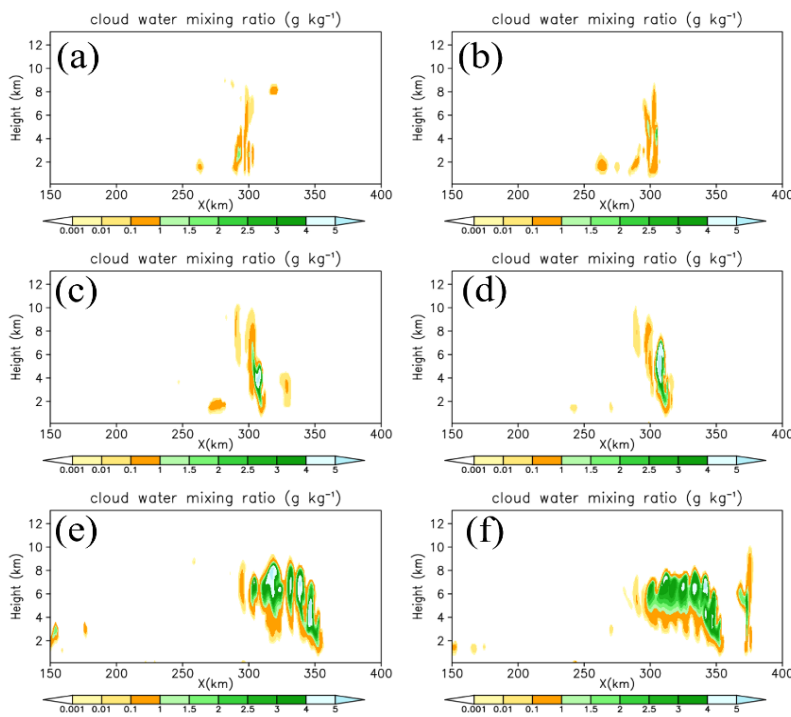 cloud water mixing ratio (g kg⁻¹)
(a)
Height (km)
12
10
8
6
4
2
150 200 250 300 350 400
X(km)
0.001 0.01 0.1 1 1.5 2 2.5 3 4 5
cloud water mixing ratio (g kg⁻¹)
(b)
Height (km)
12
10
8
6
4
2
150 200 250 300 350 400
X(km)
0.001 0.01 0.1 1 1.5 2 2.5 3 4 5
cloud water mixing ratio (g kg⁻¹)
(c)
Height (km)
12
10
8
6
4
2
150 200 250 300 350 400
X(km)
0.001 0.01 0.1 1 1.5 2 2.5 3 4 5
cloud water mixing ratio (g kg⁻¹)
(d)
Height (km)
12
10
8
6
4
2
150 200 250 300 350 400
X(km)
0.001 0.01 0.1 1 1.5 2 2.5 3 4 5
cloud water mixing ratio (g kg⁻¹)
(e)
Height (km)
12
10
8
6
4
2
150 200 250 300 350 400
X(km)
0.001 0.01 0.1 1 1.5 2 2.5 3 4 5
cloud water mixing ratio (g kg⁻¹)
(f)
Height (km)
12
10
8
6
4
2
150 200 250 300 350 400
X(km)
0.001 0.01 0.1 1 1.5 2 2.5 3 4 5